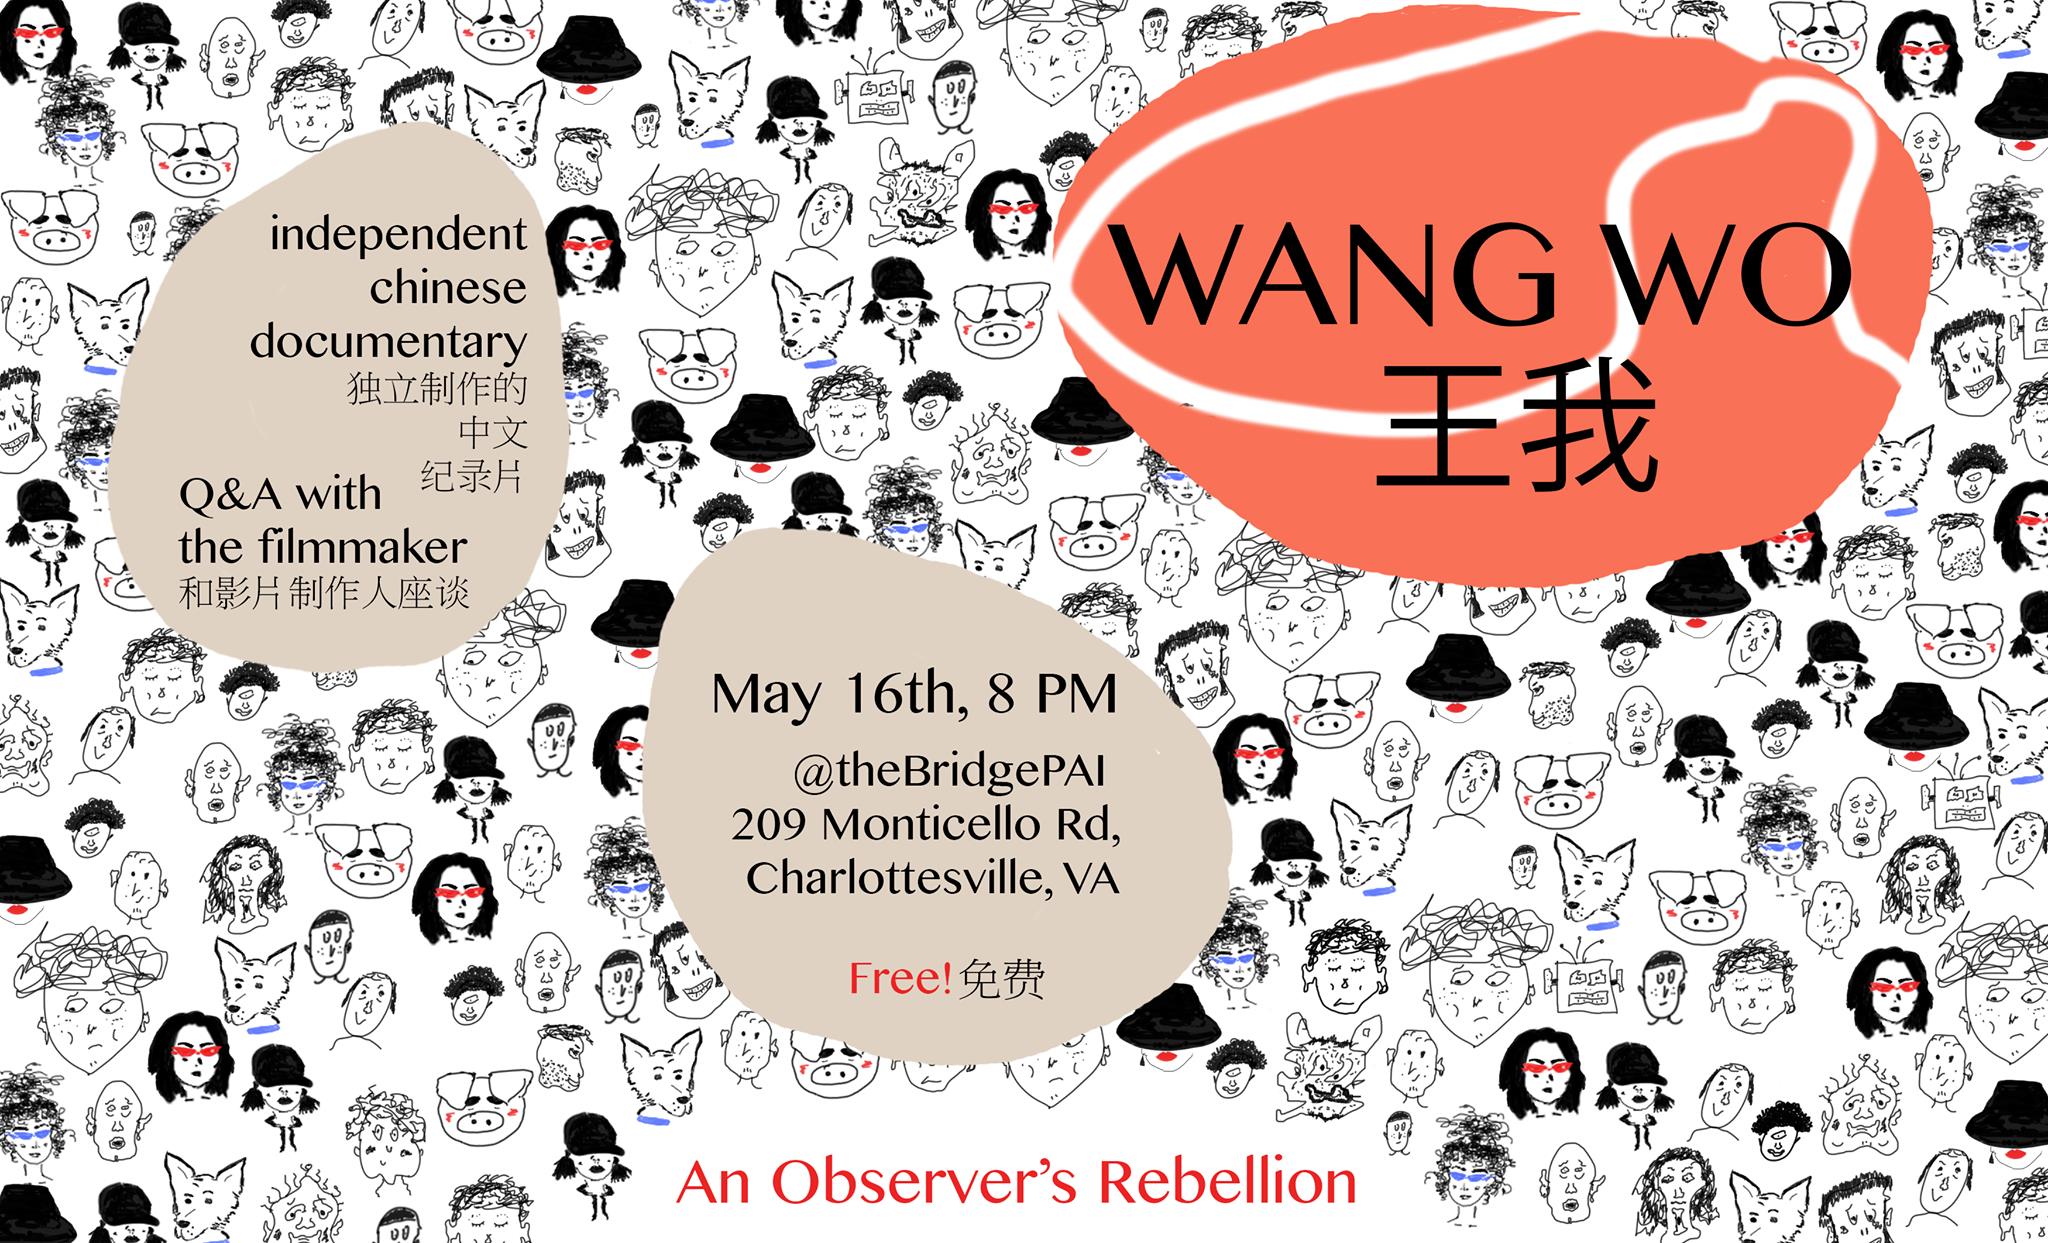 independent
chinese
documentary
独立制作的
中文
纪录片
Q&A with
the filmmaker
和影片制作人座谈
WANG WO
王我
May 16th, 8 PM
@theBridgePAI
209 Monticello Rd,
Charlottesville, VA
Free!免费
An Observer’s Rebellion